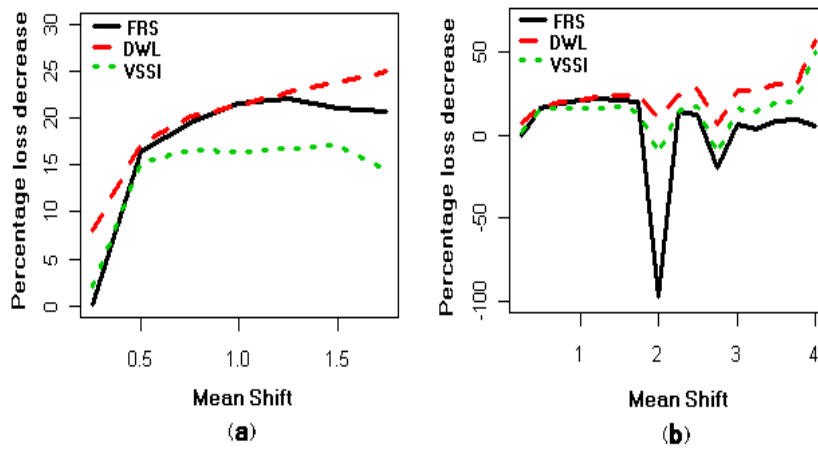 Percentage loss decrease
30
25
20
15
10
5
0
FRS
DWL
VSSI
0.5 1.0 1.5
Mean Shift
(a)
Percentage loss decrease
50
0
-50
-100
FRS
DWL
VSSI
1 2 3 4
Mean Shift
(b)